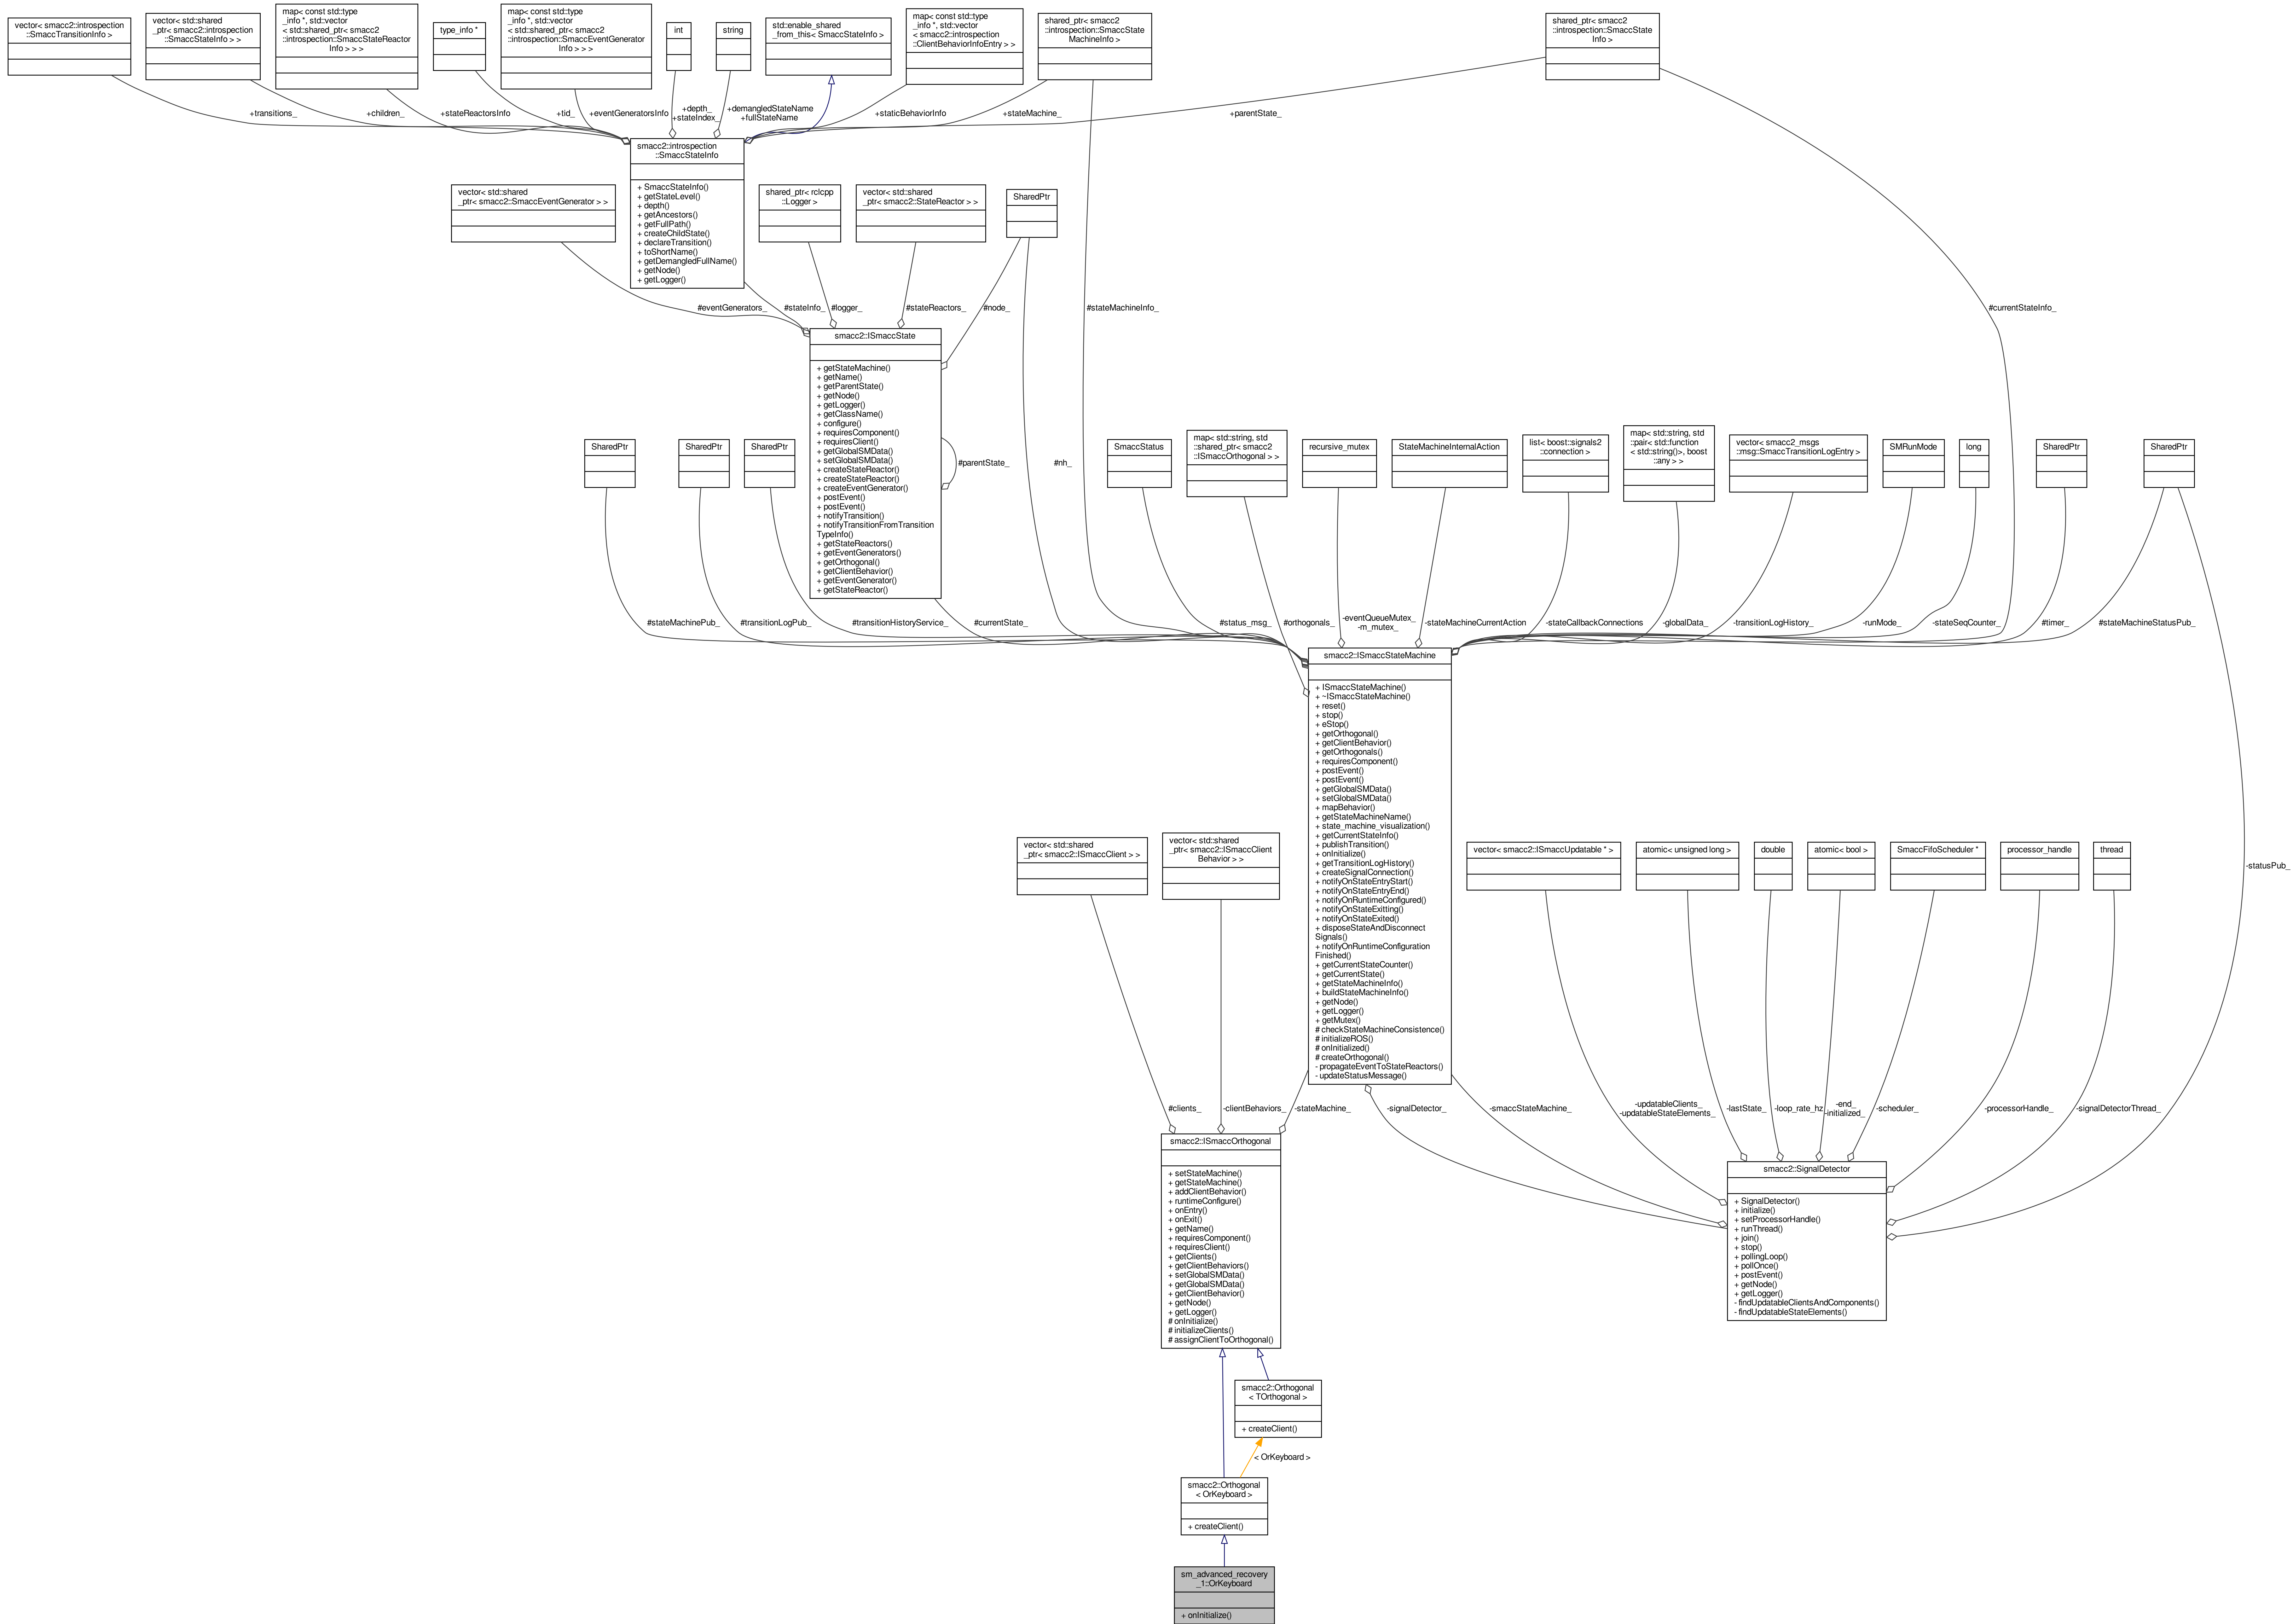 vector< smacc2::introspection
::SmaccTransitionInfo >
vector< std::shared
_ptr< smacc2::introspection
::SmaccStateInfo > >
map< const std::type
_info *, std::vector
< std::shared_ptr< smacc2
::introspection::SmaccStateReactor
Info > > >
type_info *
map< const std::type
_info *, std::vector
< std::shared_ptr< smacc2
::introspection::SmaccEventGenerator
Info > > >
int
string
std::enable_shared
_from_this< SmaccStateInfo >
map< const std::type
_info *, std::vector
< smacc2::introspection
::ClientBehaviorInfoEntry > >
shared_ptr< smacc2
::introspection::SmaccState
MachineInfo >
shared_ptr< smacc2
::introspection::SmaccState
Info >
+transitions_
+children_
+stateReactorsInfo
+tid_
+eventGeneratorsInfo
+depth_
+stateIndex_
+demangledStateName
+fullStateName
+staticBehaviorInfo
+stateMachine_
+parentState_
smacc2::introspection
::SmaccStateInfo
+ SmaccStateInfo()
+ getStateLevel()
+ depth()
+ getAncestors()
+ getFullPath()
+ createChildState()
+ declareTransition()
+ toShortName()
+ getDemangledFullName()
+ getNode()
+ getLogger()
vector< std::shared
_ptr< smacc2::SmaccEventGenerator > >
shared_ptr< rclcpp
::Logger >
vector< std::shared
_ptr< smacc2::StateReactor > >
SharedPtr
#eventGenerators_
#stateInfo_
#logger_
#stateReactors_
#node_
#stateMachineInfo_
#currentStateInfo_
smacc2::ISmaccState
+ getStateMachine()
+ getName()
+ getParentState()
+ getNode()
+ getLogger()
+ getClassName()
+ configure()
+ requiresComponent()
+ requiresClient()
+ getGlobalSMData()
+ setGlobalSMData()
+ createStateReactor()
+ createStateReactor()
+ createEventGenerator()
+ postEvent()
+ postEvent()
+ notifyTransition()
+ notifyTransitionFromTransition
TypeInfo()
+ getStateReactors()
+ getEventGenerators()
+ getOrthogonal()
+ getClientBehavior()
+ getEventGenerator()
+ getStateReactor()
#parentState_
#nh_
SharedPtr
SharedPtr
SharedPtr
SmaccStatus
map< std::string, std
::shared_ptr< smacc2
::ISmaccOrthogonal > >
recursive_mutex
StateMachineInternalAction
list< boost::signals2
::connection >
map< std::string, std
::pair< std::function
< std::string()>, boost
::any > >
vector< smacc2_msgs
::msg::SmaccTransitionLogEntry >
SMRunMode
long
SharedPtr
SharedPtr
#stateMachinePub_
#transitionLogPub_
#transitionHistoryService_
#currentState_
#status_msg_
#orthogonals_
-eventQueueMutex_
-m_mutex_
-stateMachineCurrentAction
-stateCallbackConnections
-globalData_
-transitionLogHistory_
-runMode_
-stateSeqCounter_
#timer_
#stateMachineStatusPub_
smacc2::ISmaccStateMachine
+ ISmaccStateMachine()
+ ~ISmaccStateMachine()
+ reset()
+ stop()
+ eStop()
+ getOrthogonal()
+ getClientBehavior()
+ getOrthogonals()
+ requiresComponent()
+ postEvent()
+ postEvent()
+ getGlobalSMData()
+ setGlobalSMData()
+ mapBehavior()
+ getStateMachineName()
+ state_machine_visualization()
+ getCurrentStateInfo()
+ publishTransition()
+ onInitialize()
+ getTransitionLogHistory()
+ createSignalConnection()
+ notifyOnStateEntryStart()
+ notifyOnStateEntryEnd()
+ notifyOnRuntimeConfigured()
+ notifyOnStateExitting()
+ notifyOnStateExited()
+ disposeStateAndDisconnect
Signals()
+ notifyOnRuntimeConfiguration
Finished()
+ getCurrentStateCounter()
+ getCurrentState()
+ getStateMachineInfo()
+ buildStateMachineInfo()
+ getNode()
+ getLogger()
+ getMutex()
# checkStateMachineConsistence()
# initializeROS()
# onInitialized()
# createOrthogonal()
- propagateEventToStateReactors()
- updateStatusMessage()
vector< std::shared
_ptr< smacc2::ISmaccClient > >
vector< std::shared
_ptr< smacc2::ISmaccClient
Behavior > >
vector< smacc2::ISmaccUpdatable * >
atomic< unsigned long >
double
atomic< bool >
SmaccFifoScheduler *
processor_handle
thread
-statusPub_
#clients_
-clientBehaviors_
-stateMachine_
-signalDetector_
-smaccStateMachine_
-updatableClients_
-updatableStateElements_
-lastState_
-loop_rate_hz
-end_
-initialized_
-scheduler_
-processorHandle_
-signalDetectorThread_
smacc2::ISmaccOrthogonal
+ setStateMachine()
+ getStateMachine()
+ addClientBehavior()
+ runtimeConfigure()
+ onEntry()
+ onExit()
+ getName()
+ requiresComponent()
+ requiresClient()
+ getClients()
+ getClientBehaviors()
+ setGlobalSMData()
+ getGlobalSMData()
+ getClientBehavior()
+ getNode()
+ getLogger()
# onInitialize()
# initializeClients()
# assignClientToOrthogonal()
smacc2::SignalDetector
+ SignalDetector()
+ initialize()
+ setProcessorHandle()
+ runThread()
+ join()
+ stop()
+ pollingLoop()
+ pollOnce()
+ postEvent()
+ getNode()
+ getLogger()
- findUpdatableClientsAndComponents()
- findUpdatableStateElements()
smacc2::Orthogonal
< TOrthogonal >
+ createClient()
< OrKeyboard >
smacc2::Orthogonal
< OrKeyboard >
+ createClient()
sm_advanced_recovery
_1::OrKeyboard
+ onInitialize()